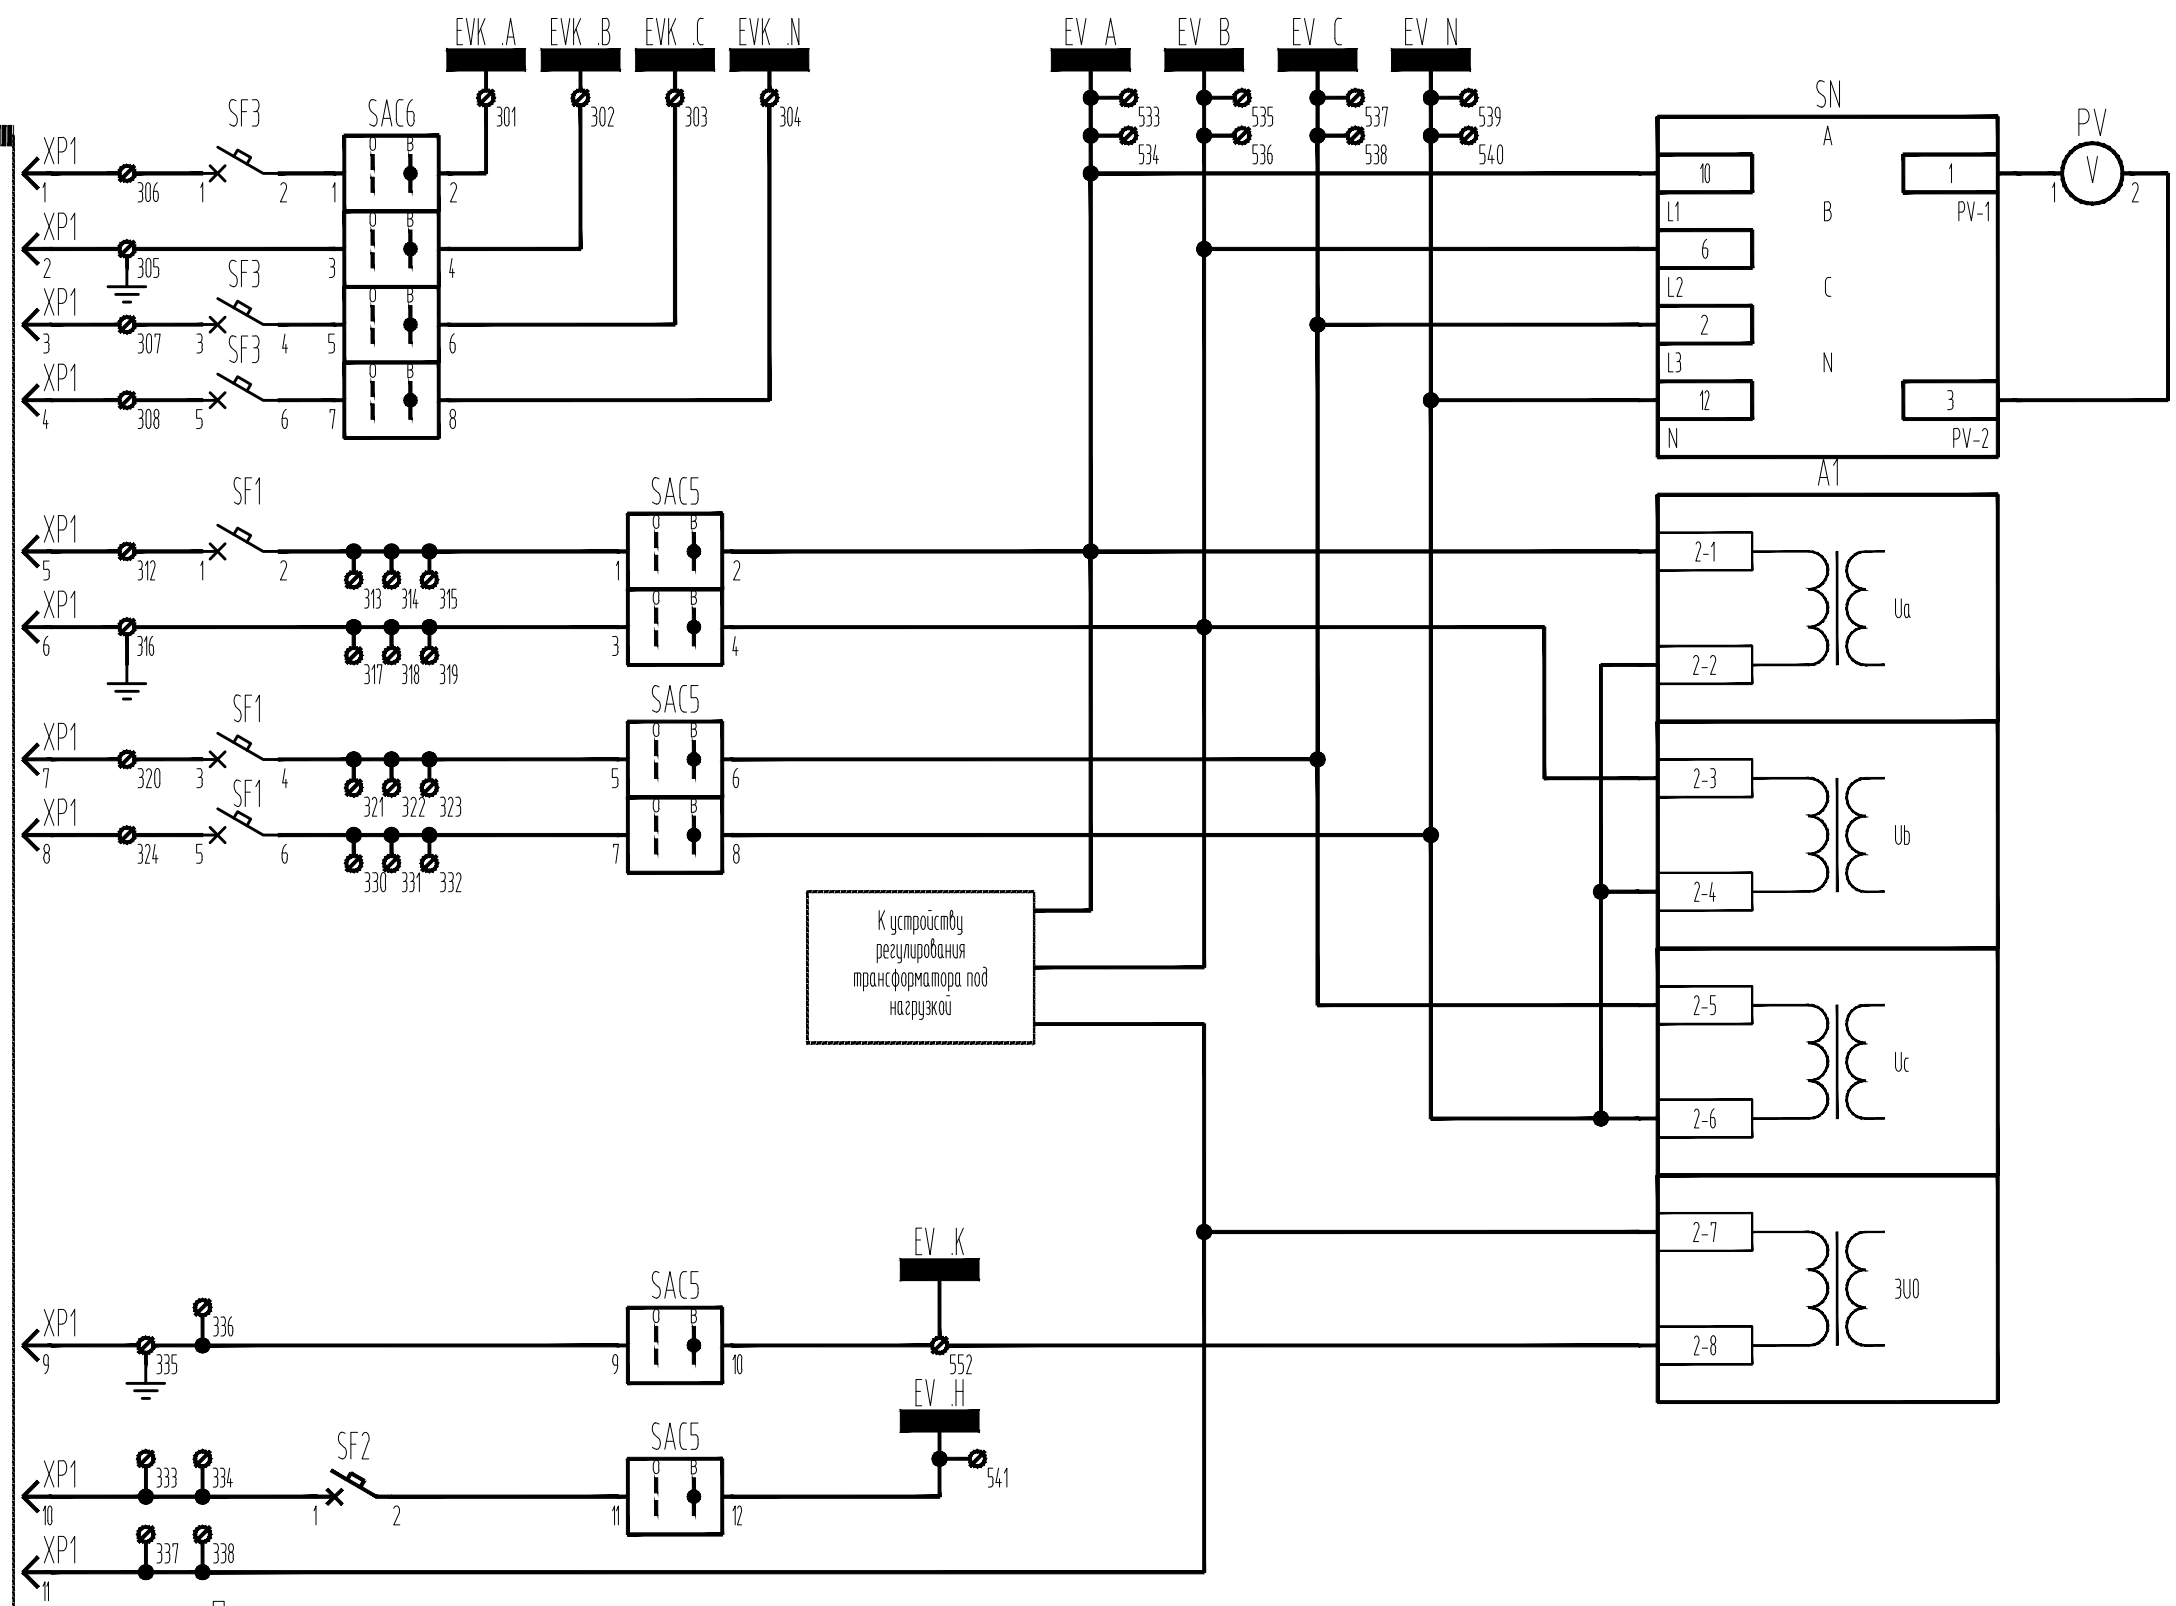 EVK .A EVK .B EVK .C EVK .N EV A EV B EV C EV N
301 302 303 304
533 535 537 539
534 536 538 540
SN
PV
SF3 SAC6
O B
XP1 306 1 2 1 2
1
XP1 305 3 4
2
O B
SF3
XP1 307 3 4 5 6
3
O B
SF3
XP1 308 5 6 7 8
4
O B
A
10 1 V
1 2
L1 B PV-1
6
L2 C
2
L3 N
12 3
N PV-2
A1
SF1 SAC5
O B
XP1 312 1 2 1 2
5
313 314 315
O B
XP1 316 3 4
6
317 318 319
SF1 SAC5
O B
XP1 320 3 4 5 6
7
321 322 323
SF1
O B
XP1 324 5 6 7 8
8
330 331 332
2-1
Ua
2-2
2-3
Ub
2-4
2-5
Uc
2-6
2-7
3U0
2-8
К устройству
регулирования
трансформатора под
нагрузкой
EV .K
SAC5
O B
336
XP1 335 9 10 552
9
EV .H
SF2 SAC5
O B
XP1 333 334 541
10 1 2 11 12
XP1 337 338
11